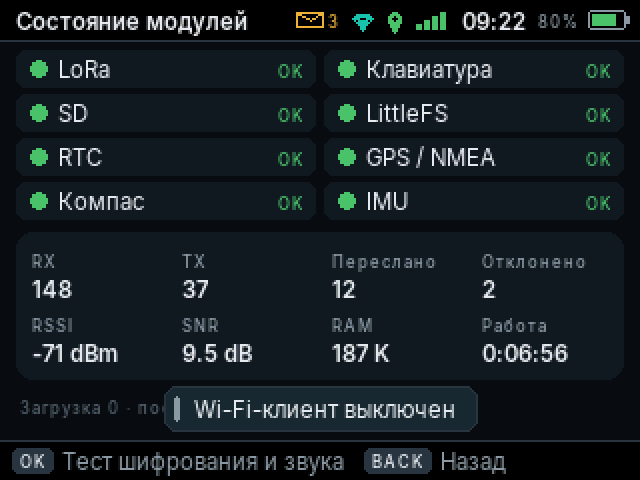 Состояние модулей 3 09:22 80%
LoRa OK Клавиатура OK
SD OK LittleFS OK
RTC OK GPS / NMEA OK
Компас OK IMU OK
RX TX Переслано Отклонено
148 37 12 2
RSSI SNR RAM Работа
-71 dBm 9.5 dB 187 K 0:06:56
Загрузка 0 ·
Wi-Fi-клиент выключен
OK Тест шифрования и звука BACK Назад